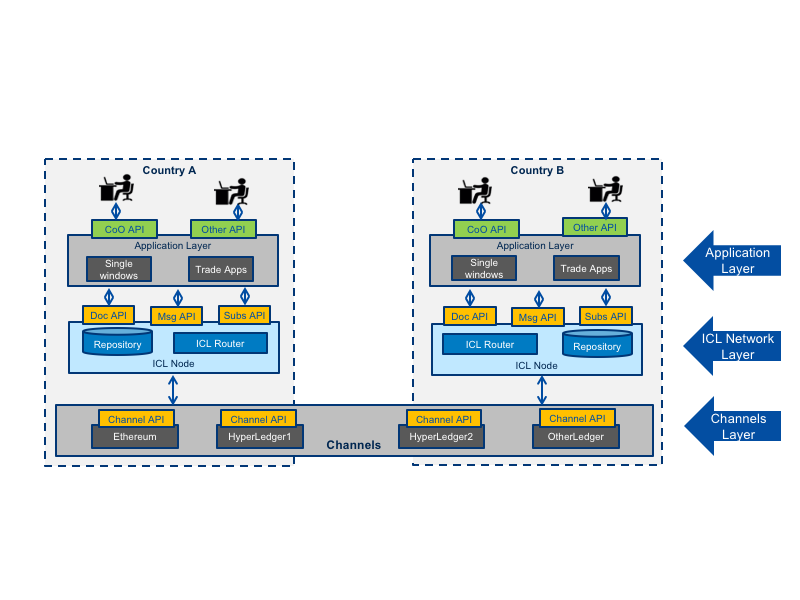 Country A
CoO API
Other API
Application Layer
Single
windows
Trade Apps
Doc API
Msg API
Subs API
Repository
ICL Router
ICL Node
Country B
CoO API
Other API
Application Layer
Single
windows
Trade Apps
Doc API
Msg API
Subs API
ICL Router
Repository
ICL Node
Channel API
Ethereum
Channel API
HyperLedger1
Channels
Channel API
HyperLedger2
Channel API
OtherLedger
Application
Layer
ICL Network
Layer
Channels
Layer